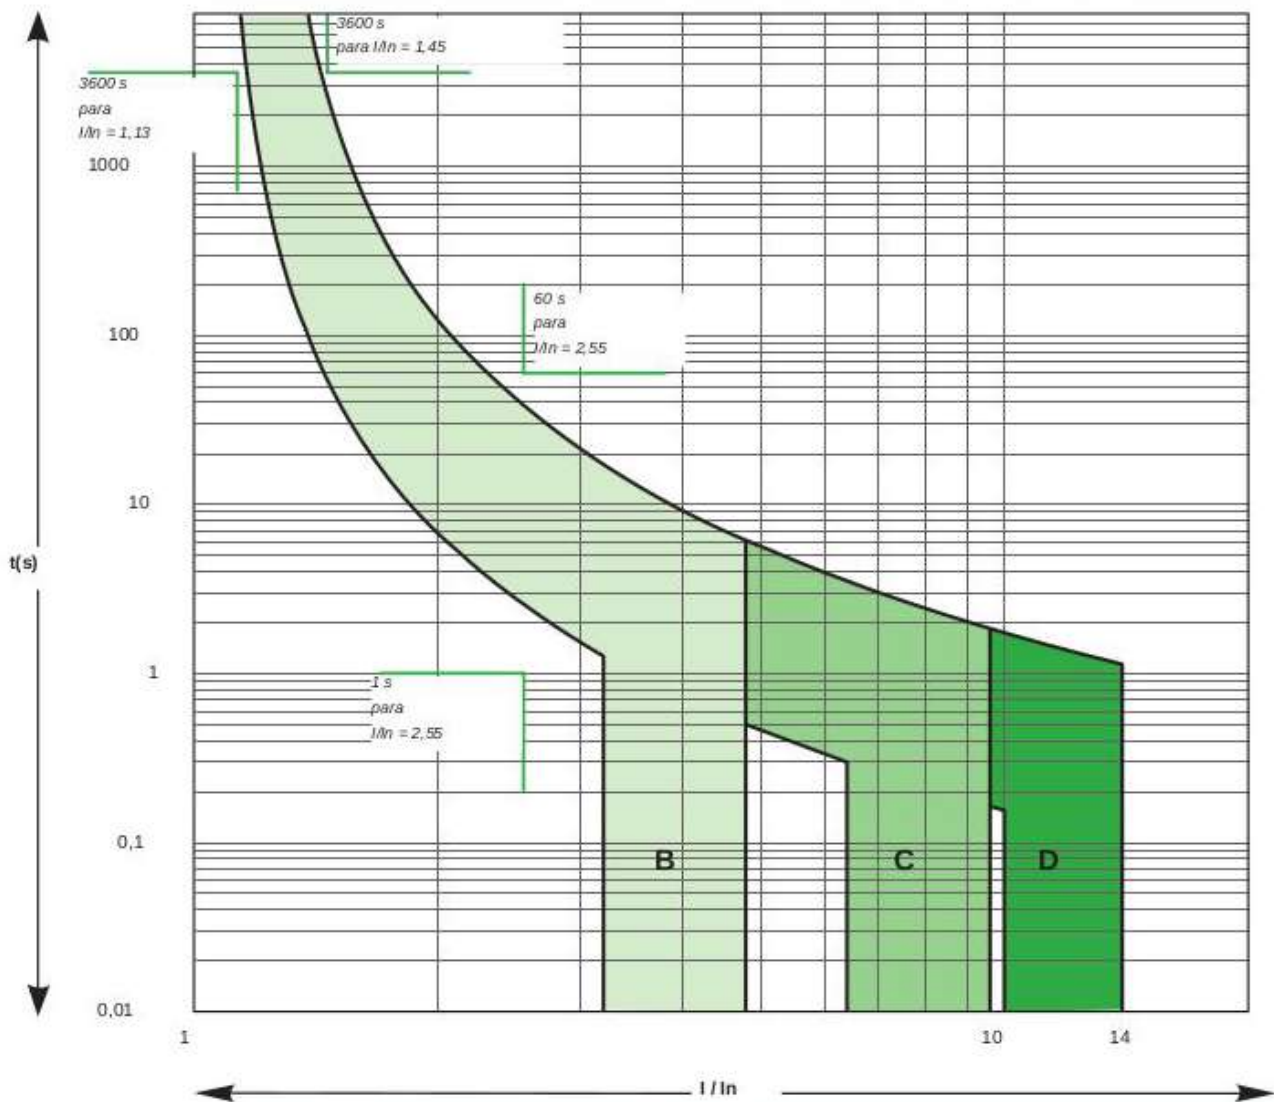 3600 s
para I/In = 1,45
3600 s
para
I/In = 1,13
1000
60 s
para
I/In = 2,55
100
10
t(s)
1
1 s
para
I/In = 2,55
0,1
B
C
D
0,01
1
10
14
I / In